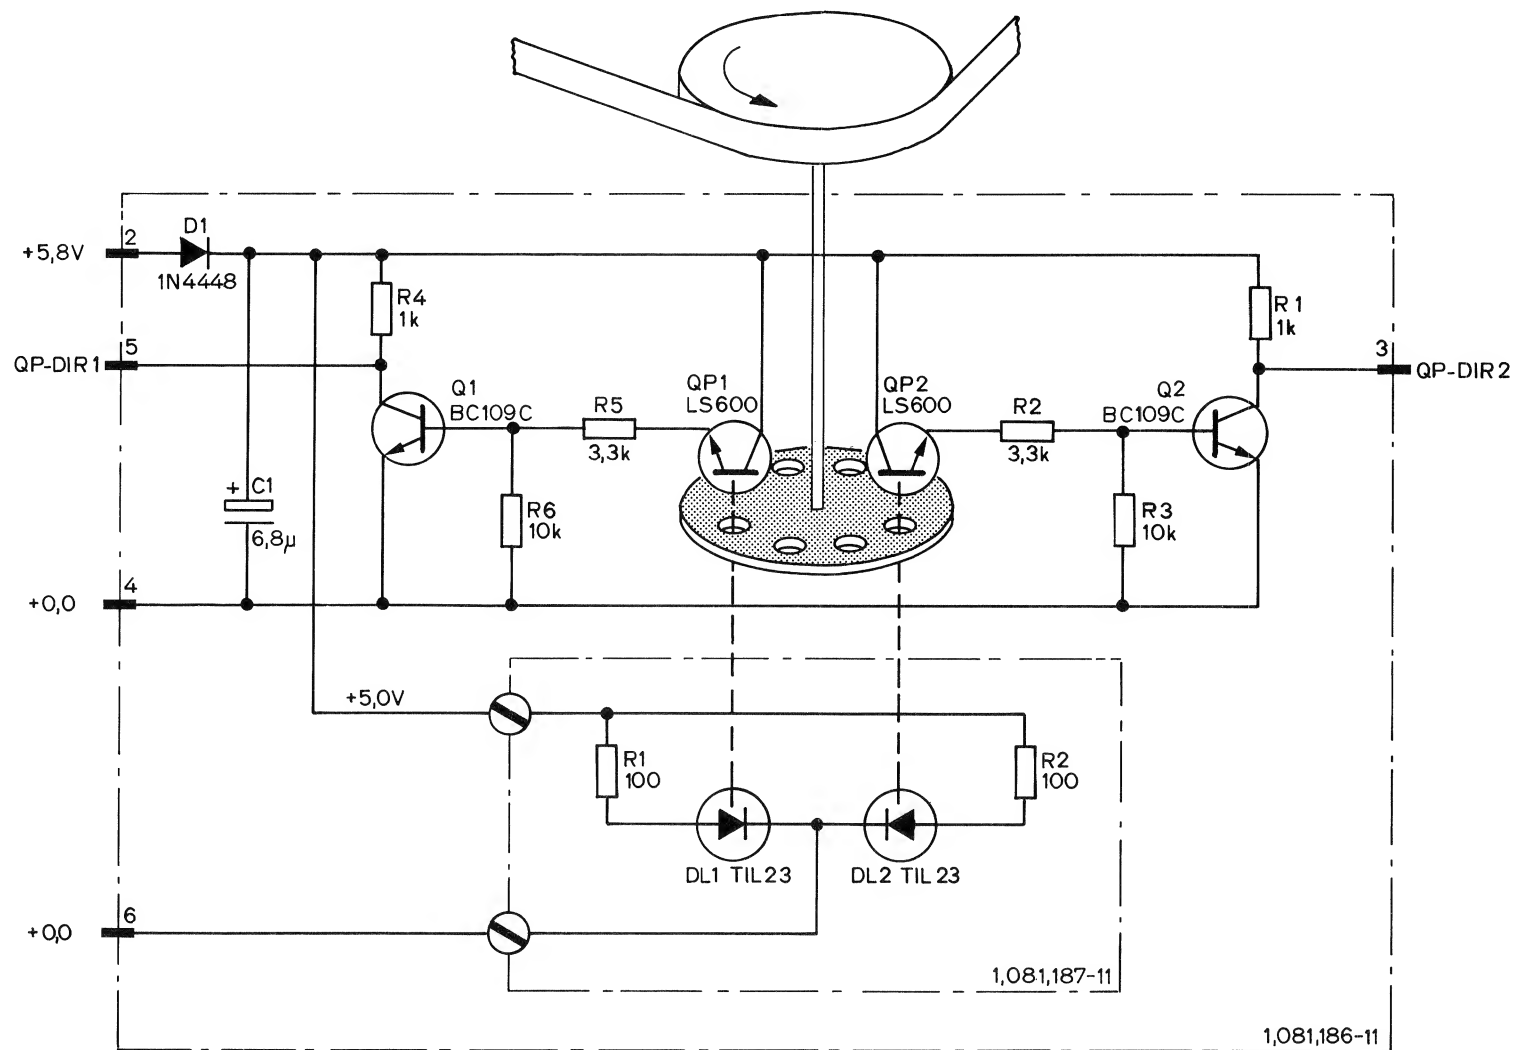 D1
+5,8V
2
1N4448
R4
1k
R1
1k
QP-DIR1
5
3
QP-DIR2
Q1
BC109C
R5
3,3k
QP1
LS600
QP2
LS600
R2
3,3k
Q2
BC109C
+
C1
6,8µ
R6
10k
R3
10k
+0,0
4
+5,0V
R1
100
R2
100
DL1 TIL23
DL2 TIL23
+0,0
6
1,081,187-11
1,081,186-11